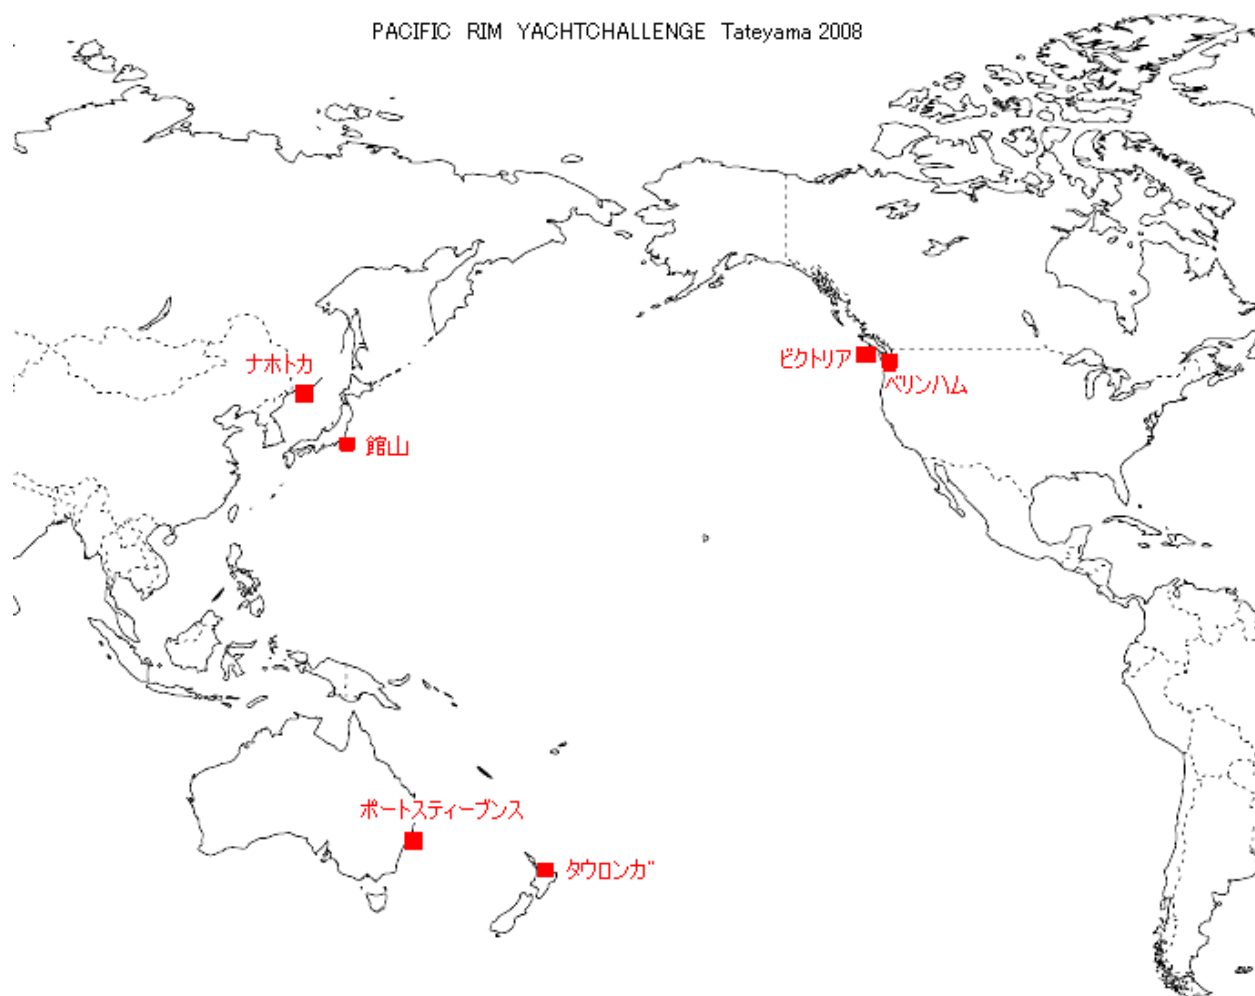 PACIFIC RIM YACHTCHALLENGE Tateyama 2008
ビクトリア
ナホトカ
ベリンハム
館山
ポートスティーブンス
タウロンガ